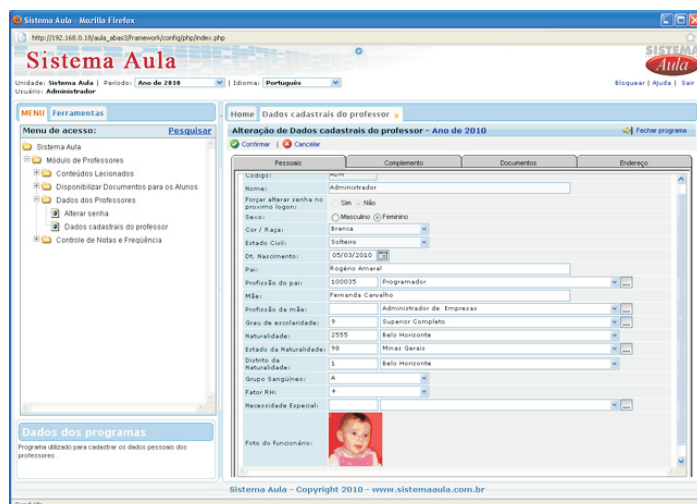 Sistema Aula - Mozilla Firefox
http://192.168.0.18/aula_abas3/framework/config/php/index.php
Sistema Aula
SISTEMA
Aula
Unidade: Sistema Aula | Período: Ano de 2010 | Idioma: Português
Usuário: Administrador
Bloquear | Ajuda | Sair
MENU Ferramentas
Home Dados cadastrais do professor x
Menu de acesso: Pesquisar
Alteração de Dados cadastrais do professor - Ano de 2010
Fechar programa
Confirmar | Cancelar
Sistema Aula
Módulo de Professores
Conteúdos Lecionados
Disponibilizar Documentos para os Alunos
Dados dos Professores
Alterar senha
Dados cadastrais do professor
Controle de Notas e Freqüência
Pessoais Complemento Documentos Endereço
Código: ADM
Nome: Administrador
Forçar alterar senha no
proximo logon: Sim Não
Sexo: Masculino Feminino
Cor / Raça: Branca
Estado Civil: Solteiro
Dt. Nascimento: 05/03/2010
Pai: Rogério Amaral
Profissão do pai: 100035 Programador
Mãe: Fernanda Carvalho
Profissão da mãe: Administrador de Empresas
Grau de escolaridade: 9 Superior Completo
Naturalidade: 2555 Belo Horizonte
Estado da Naturalidade: 98 Minas Gerais
Distrito da
Naturalidade: 1 Belo Horizonte
Grupo Sangüíneo: A
Fator RH: +
Necessidade Especial:
Foto do funcionário:
Dados dos programas
Programa utilizado para cadastrar os dados pessoais dos
professores.
Sistema Aula - Copyright 2010 - www.sistemaaula.com.br